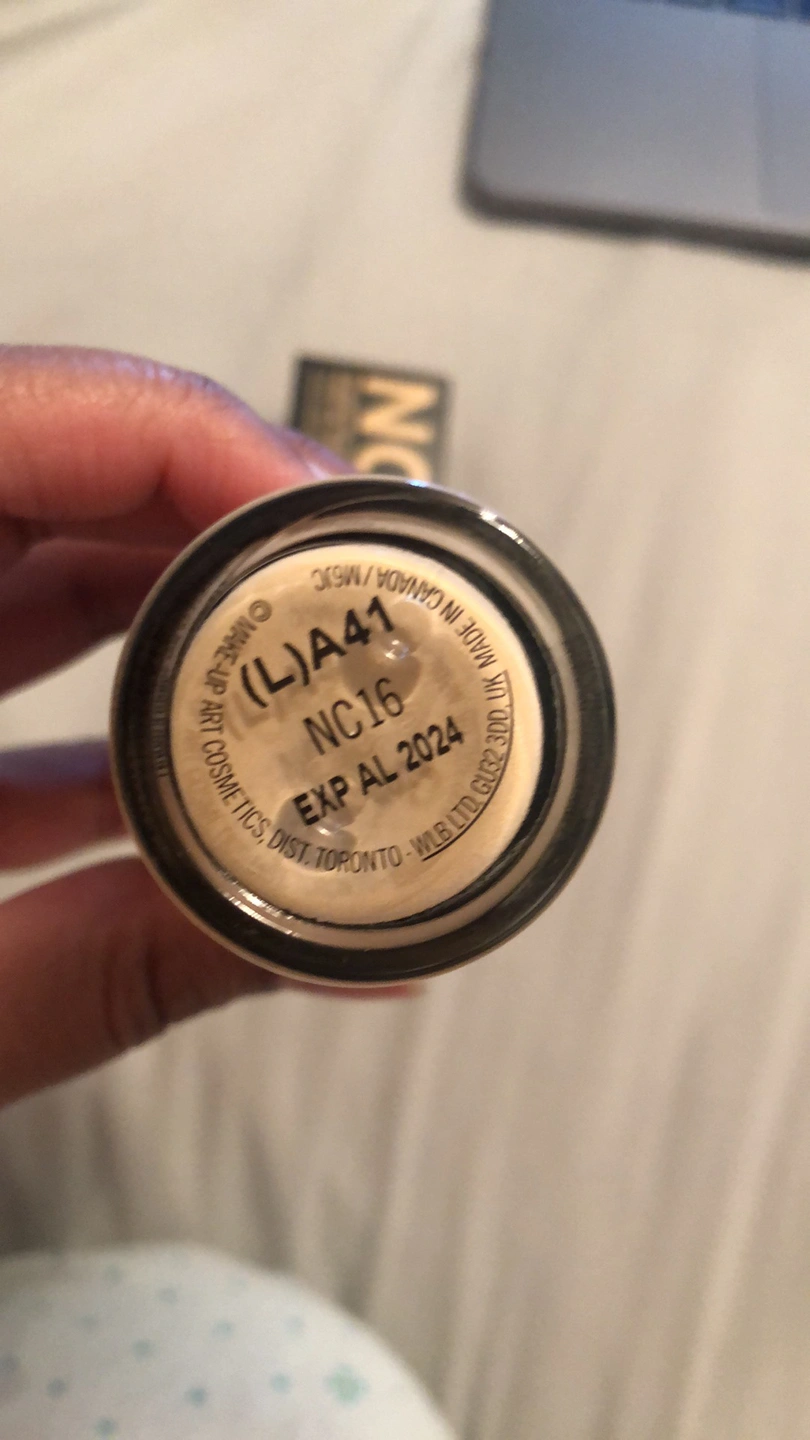 (L)A41
NC16
EXP AL 2024
© MAKE-UP ART COSMETICS, DIST. TORONTO - WLB LTD, GU32 3DD, UK MADE IN CANADA / M6JC
NO